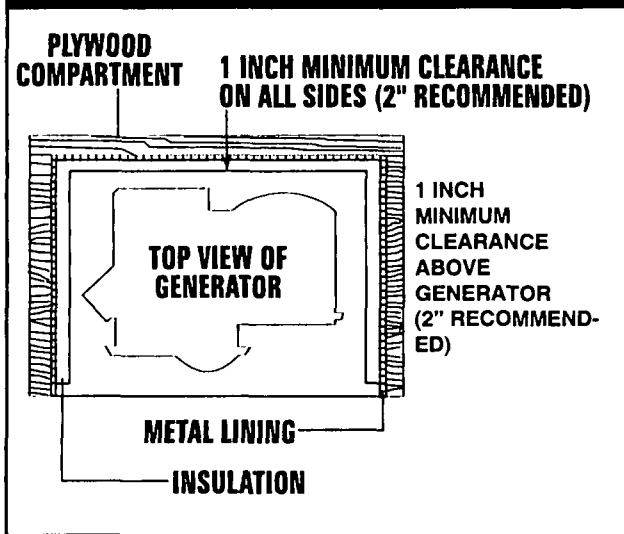 PLYWOOD
COMPARTMENT
1 INCH MINIMUM CLEARANCE
ON ALL SIDES (2" RECOMMENDED)
1 INCH
MINIMUM
CLEARANCE
ABOVE
GENERATOR
(2" RECOMMEND-
ED)
TOP VIEW OF
GENERATOR
METAL LINING
INSULATION